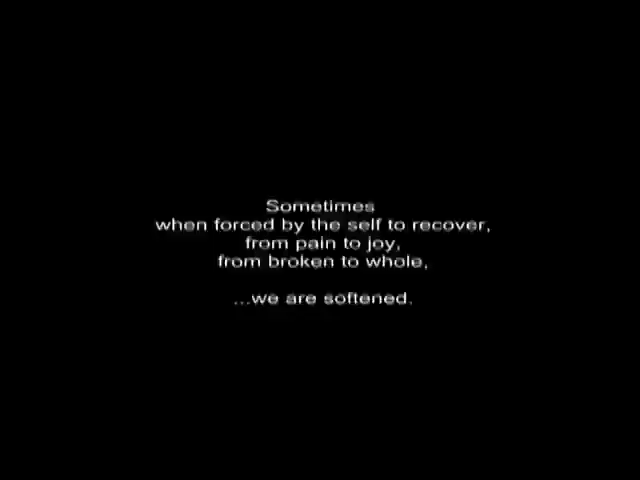 Sometimes
when forced by the self to recover,
from pain to joy,
from broken to whole,
...we are softened.